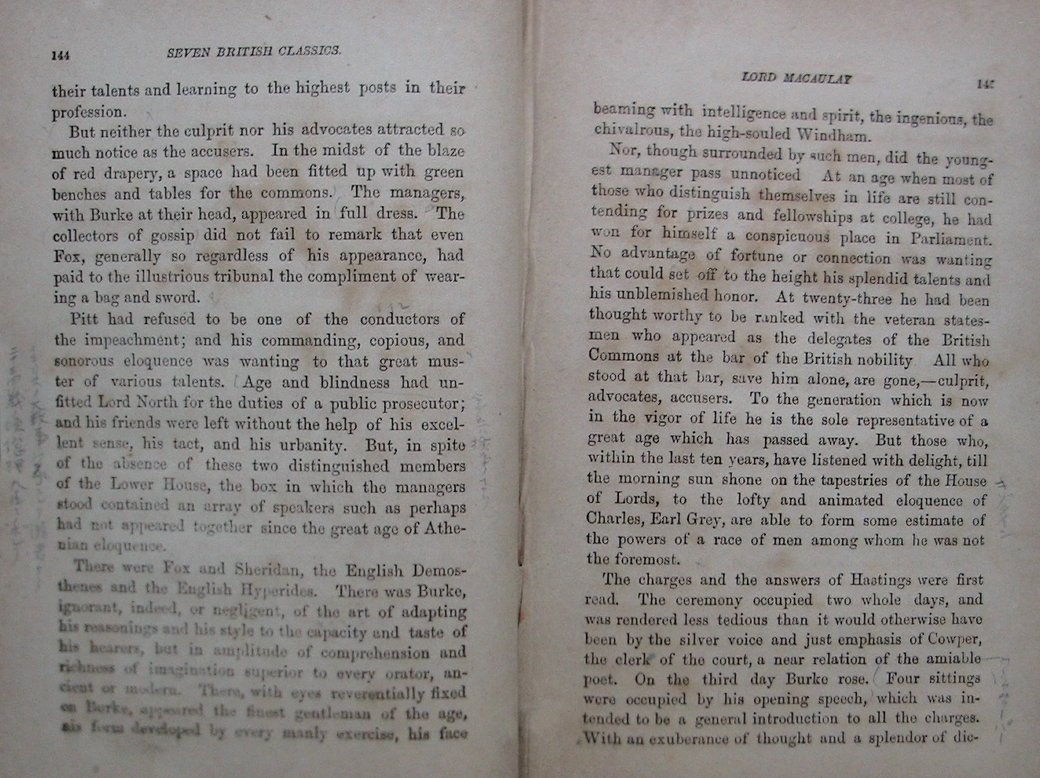 144
SEVEN BRITISH CLASSICS.
their talents and learning to the highest posts in their
profession.
But neither the culprit nor his advocates attracted so
much notice as the accusers. In the midst of the blaze
of red drapery, a space had been fitted up with green
benches and tables for the commons. The managers,
with Burke at their head, appeared in full dress. The
collectors of gossip did not fail to remark that even
Fox, generally so regardless of his appearance, had
paid to the illustrious tribunal the compliment of wear-
ing a bag and sword.
Pitt had refused to be one of the conductors of
the impeachment; and his commanding, copious, and
sonorous eloquence was wanting to that great mus-
ter of various talents. Age and blindness had un-
fitted Lord North for the duties of a public prosecutor;
and his friends were left without the help of his excel-
lent sense, his tact, and his urbanity. But, in spite
of the absence of these two distinguished members
of the Lower House, the box in which the managers
stood contained an array of speakers such as perhaps
had not appeared together since the great age of Athe-
nian eloquence.
There were Fox and Sheridan, the English Demos-
thenes and the English Hyperides. There was Burke,
ignorant, indeed, or negligent, of the art of adapting
his reasonings and his style to the capacity and taste of
his hearers, but in amplitude of comprehension and
richness of imagination superior to every orator, an-
cient or modern. There, with eyes reverentially fixed
on Burke, appeared the finest gentleman of the age,
his form developed by every manly exercise, his face
LORD MACAULAY
beaming with intelligence and spirit, the ingenious, the
chivalrous, the high-souled Windham.
Nor, though surrounded by such men, did the young-
est manager pass unnoticed At an age when most of
those who distinguish themselves in life are still con-
tending for prizes and fellowships at college, he had
won for himself a conspicuous place in Parliament.
No advantage of fortune or connection was wanting
that could set off to the height his splendid talents and
his unblemished honor. At twenty-three he had been
thought worthy to be ranked with the veteran states-
men who appeared as the delegates of the British
Commons at the bar of the British nobility All who
stood at that bar, save him alone, are gone,—culprit,
advocates, accusers. To the generation which is now
in the vigor of life he is the sole representative of a
great age which has passed away. But those who,
within the last ten years, have listened with delight, till
the morning sun shone on the tapestries of the House
of Lords, to the lofty and animated eloquence of
Charles, Earl Grey, are able to form some estimate of
the powers of a race of men among whom he was not
the foremost.
The charges and the answers of Hastings were first
read. The ceremony occupied two whole days, and
was rendered less tedious than it would otherwise have
been by the silver voice and just emphasis of Cowper,
the clerk of the court, a near relation of the amiable
poet. On the third day Burke rose. Four sittings
were occupied by his opening speech, which was in-
tended to be a general introduction to all the charges.
With an exuberance of thought and a splendor of dic-